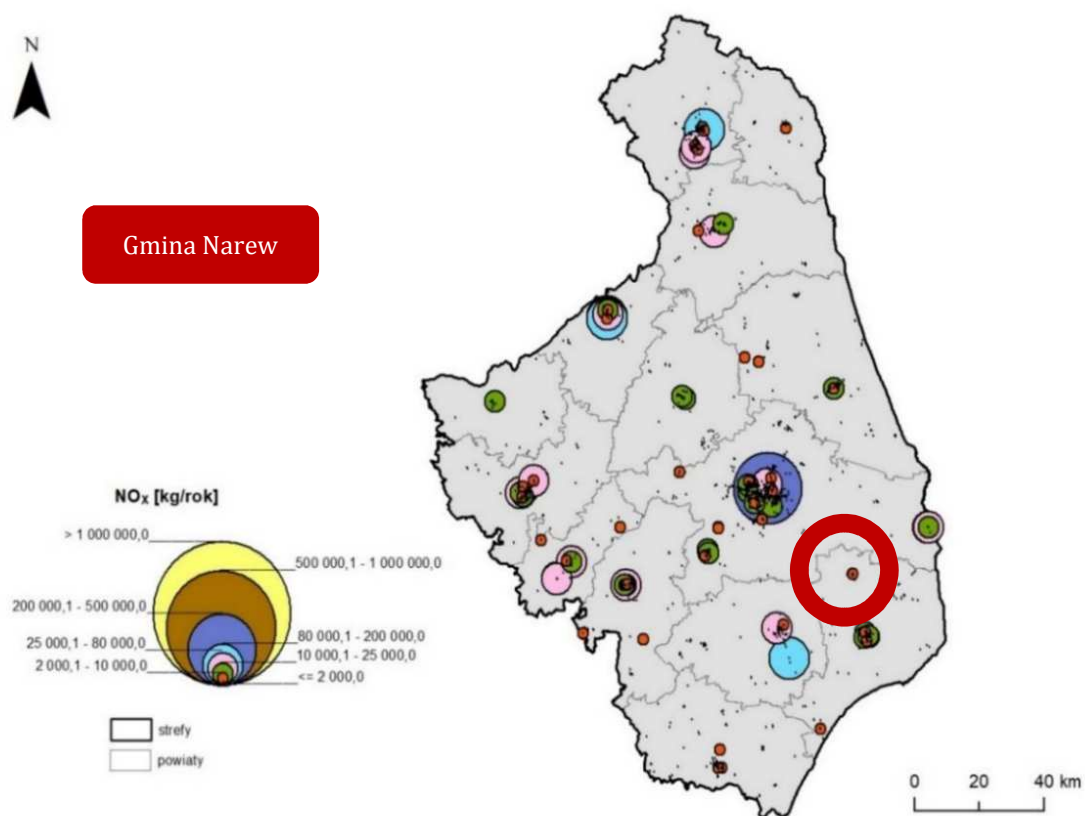 N
Gmina Narew
NOx [kg/rok]
> 1 000 000,0
500 000,1 - 1 000 000,0
200 000,1 - 500 000,0
80 000,1 - 200 000,0
25 000,1 - 80 000,0
10 000,1 - 25 000,0
2 000,1 - 10 000,0
<= 2 000,0
strefy
powiaty
0 20 40 km